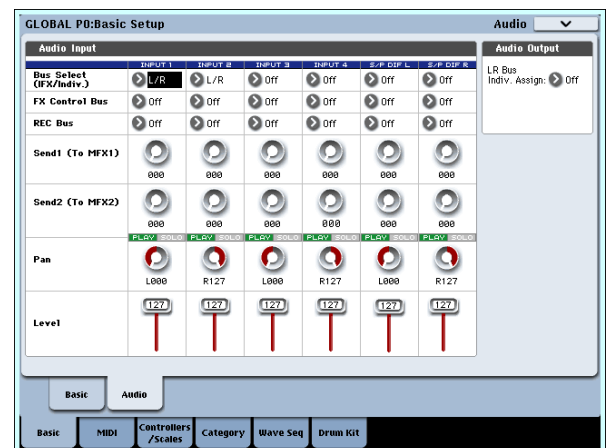 GLOBAL P0:Basic Setup Audio
Audio Input
INPUT 1 INPUT 2 INPUT 3 INPUT 4 S/P DIF L S/P DIF R
Bus Select
(IFX/Indiv.) L/R L/R Off Off Off Off
FX Control Bus Off Off Off Off Off Off
REC Bus Off Off Off Off Off Off
Send1 (To MFX1)
000 000 000 000 000 000
Send2 (To MFX2)
000 000 000 000 000 000
PLAY SOLO PLAY SOLO PLAY SOLO PLAY SOLO PLAY SOLO PLAY SOLO
Pan
L000 R127 L000 R127 L000 R127
127 127 127 127 127 127
Level
Audio Output
LR Bus
Indiv. Assign: Off
Basic Audio
Basic MIDI Controllers
/Scales Category Wave Seq Drum Kit